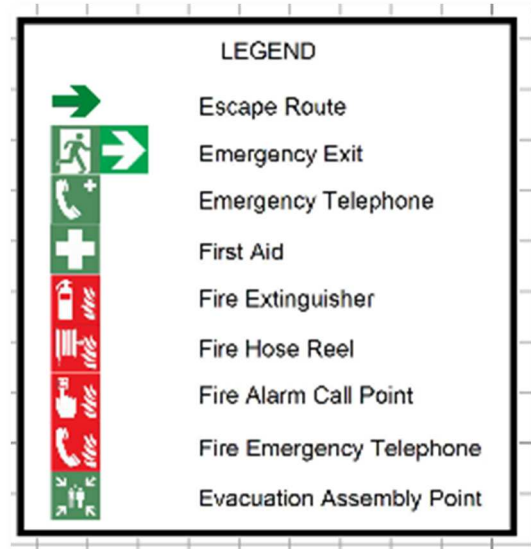 LEGEND
Escape Route
Emergency Exit
Emergency Telephone
First Aid
Fire Extinguisher
Fire Hose Reel
Fire Alarm Call Point
Fire Emergency Telephone
Evacuation Assembly Point